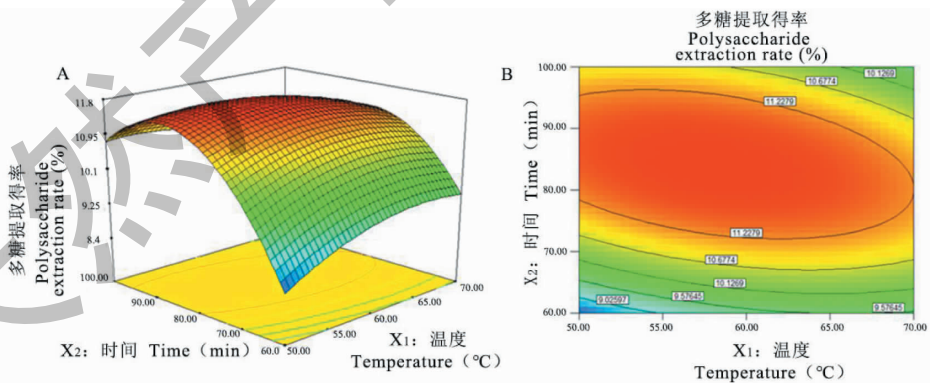 A
11.8
10.95
10.1
9.25
8.4
多糖提取得率
Polysaccharide
extraction rate (%)
100.00
90.00
80.00
70.00
60.0
50.00
55.00
60.00
65.00
70.00
X₂: 时间 Time (min)
X₁: 温度
Temperature (℃)
多糖提取得率
Polysaccharide
extraction rate (%)
B
100.00
90.00
80.00
70.00
60.00
X₂: 时间 Time (min)
10.1269
10.6774
11.2279
11.2279
10.6774
10.1269
9.57645
9.02597
9.57645
50.00
55.00
60.00
65.00
70.00
X₁: 温度
Temperature (℃)